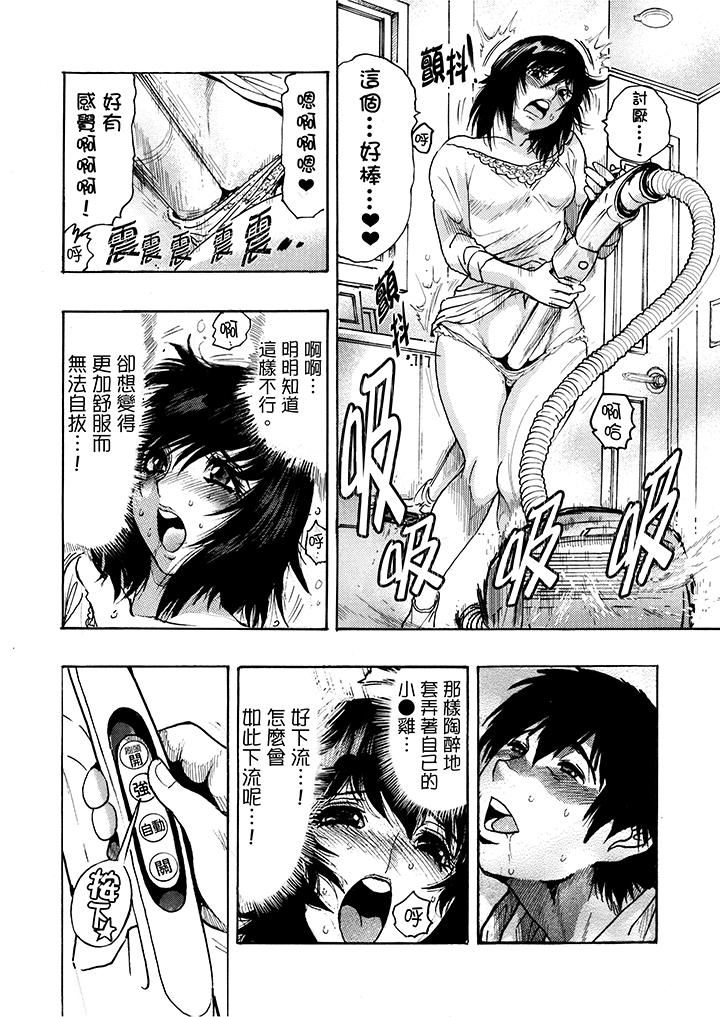 討厭…！
顫抖！
這個…好棒…♥♥
呼
顫抖
啊哈
吸
吸
吸
吸
嗯啊啊嗯♥
好有
感覺啊啊啊！
呼
震震震震震…
啊
啊啊…
明明知道
這樣不行。
卻想變得
更加舒服而
無法自拔…！
呼
那樣陶醉地
套弄著自己的
小●雞…
好下流…！
怎麼會
如此下流呢…！
呼
開
強
自動
關
按下☆